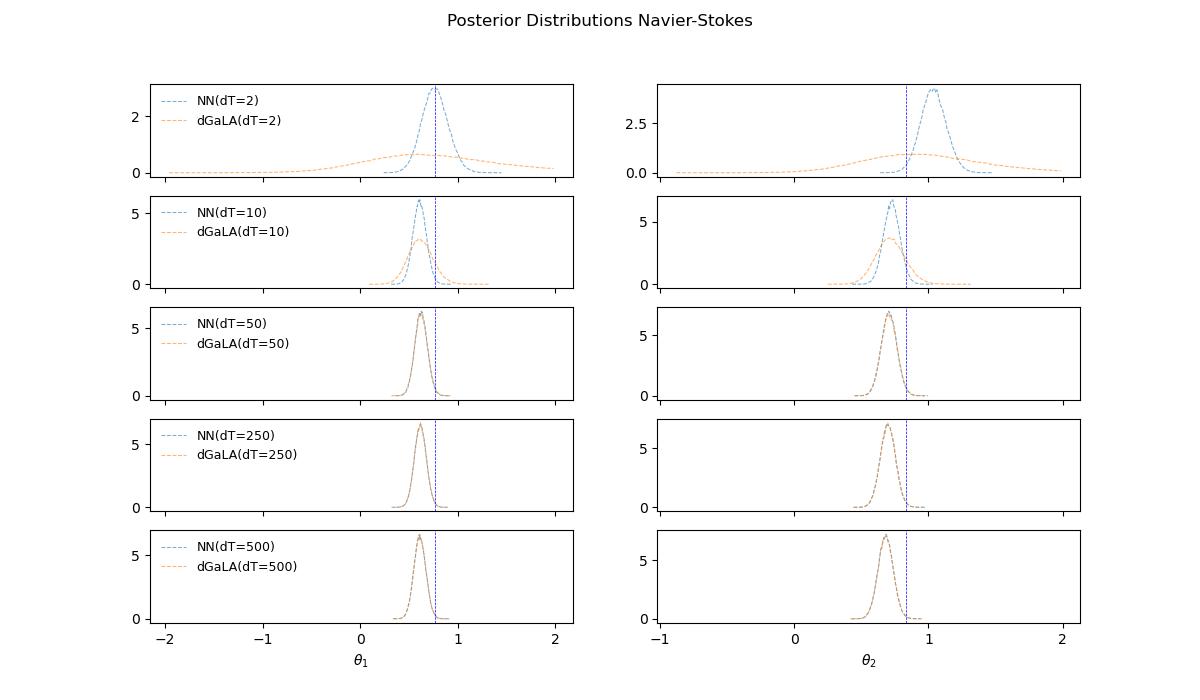 Posterior Distributions Navier-Stokes
NN(dT=2)
dGaLA(dT=2)
2
0
2.5
0.0
NN(dT=10)
dGaLA(dT=10)
5
0
5
0
NN(dT=50)
dGaLA(dT=50)
5
0
5
0
NN(dT=250)
dGaLA(dT=250)
5
0
5
0
NN(dT=500)
dGaLA(dT=500)
5
0
5
0
−2 −1 0 1 2
−1 0 1 2
θ₁
θ₂